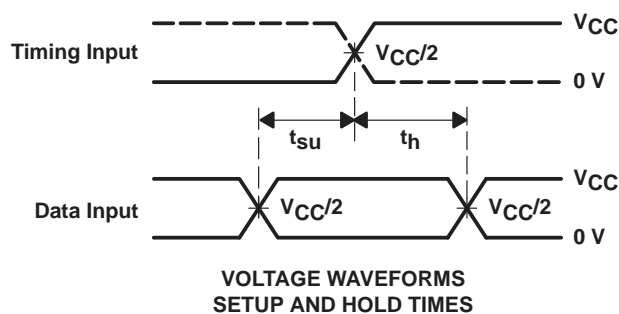 VCC
Timing Input
VCC/2
0 V
tsu
th
VCC
Data Input
VCC/2
VCC/2
0 V
VOLTAGE WAVEFORMS
SETUP AND HOLD TIMES